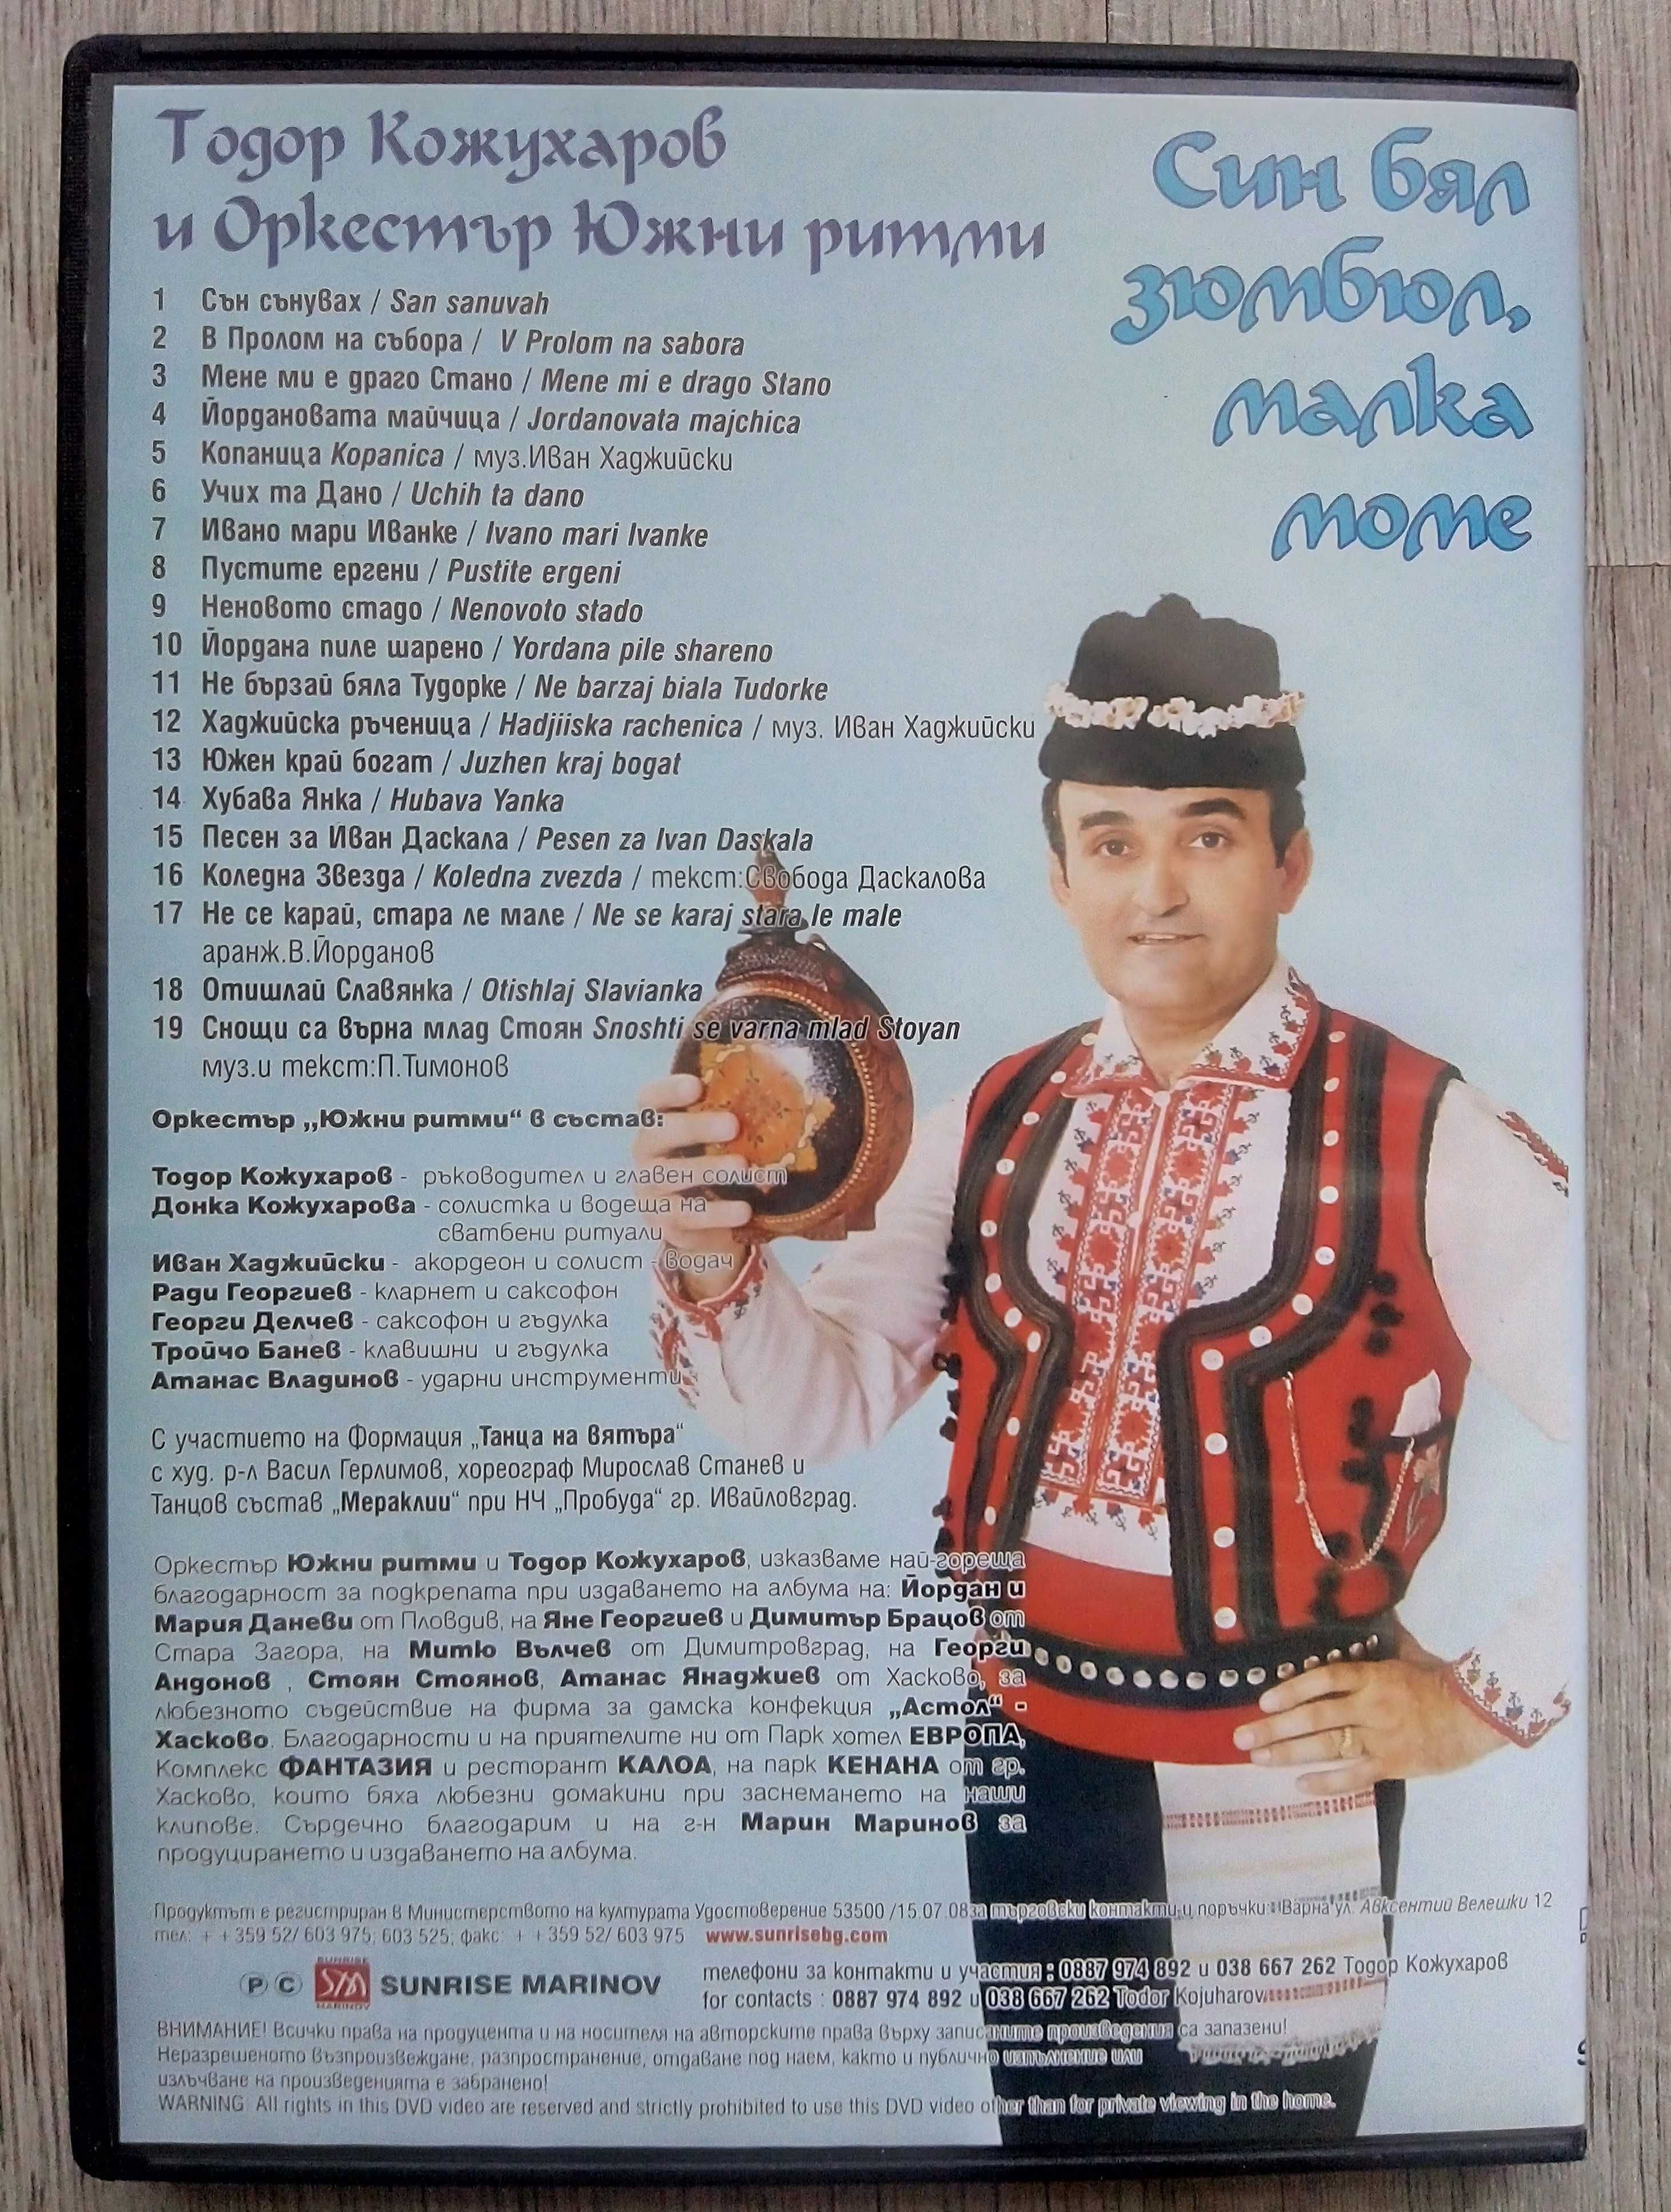 Тодор Кожухаров
и Оркестър Южни ритми
Син бял
зюмбюл,
малка
моме
1 Сън сънувах / San sanuvah
2 В Пролом на събора / V Prolom na sabora
3 Мене ми е драго Стано / Mene mi e drago Stano
4 Йордановата майчица / Jordanovata majchica
5 Копаница Kopanica / муз.Иван Хаджийски
6 Учих та Дано / Uchih ta dano
7 Ивано мари Иванке / Ivano mari Ivanke
8 Пустите ергени / Pustite ergeni
9 Неновото стадо / Nenovoto stado
10 Йордана пиле шарено / Yordana pile shareno
11 Не бързай бяла Тудорке / Ne barzaj biala Tudorke
12 Хаджийска ръченица / Hadjiiska rachenica / муз. Иван Хаджийски
13 Южен край богат / Juzhen kraj bogat
14 Хубава Янка / Hubava Yanka
15 Песен за Иван Даскала / Pesen za Ivan Daskala
16 Коледна Звезда / Koledna zvezda / текст:Свобода Даскалова
17 Не се карай, стара ле мале / Ne se karaj stara le male
аранж.В.Йорданов
18 Отишлай Славянка / Otishlaj Slavianka
19 Снощи са върна млад Стоян Snoshti se varna mlad Stoyan
муз.и текст:П.Тимонов
Оркестър „Южни ритми“ в състав:
Тодор Кожухаров - ръководител и главен солист
Донка Кожухарова - солистка и водеща на
сватбени ритуали
Иван Хаджийски - акордеон и солист - водач
Ради Георгиев - кларнет и саксофон
Георги Делчев - саксофон и гъдулка
Тройчо Банев - клавишни и гъдулка
Атанас Владинов - ударни инструменти
С участието на Формация „Танца на вятъра“
с худ. р-л Васил Герлимов, хореограф Мирослав Станев и
Танцов състав „Мераклии“ при НЧ „Пробуда“ гр. Ивайловград.
Оркестър Южни ритми и Тодор Кожухаров, изказваме най-гореща
благодарност за подкрепата при издаването на албума на: Йордан и
Мария Даневи от Пловдив, на Яне Георгиев и Димитър Брацов от
Стара Загора, на Митю Вълчев от Димитровград, на Георги
Андонов , Стоян Стоянов, Атанас Янаджиев от Хасково, за
любезното съдействие на фирма за дамска конфекция „Астол“ -
Хасково. Благодарности и на приятелите ни от Парк хотел ЕВРОПА,
Комплекс ФАНТАЗИЯ и ресторант КАЛОА, на парк КЕНАНА от гр.
Хасково, които бяха любезни домакини при заснемането на наши
клипове. Сърдечно благодарим и на г-н Марин Маринов за
продуцирането и издаването на албума.
Продуктът е регистриран в Министерството на културата Удостоверение 53500 /15.07.08за търговски контакти и поръчки: Варна ул. Авксентий Велешки 12
тел: + + 359 52/ 603 975; 603 525; факс: + + 359 52/ 603 975 www.sunrisebg.com
P C SUNRISE SM MARINOV SUNRISE MARINOV
телефони за контакти и участия : 0887 974 892 и 038 667 262 Тодор Кожухаров
for contacts : 0887 974 892 и 038 667 262 Todor Kojuharov
ВНИМАНИЕ! Всички права на продуцента и на носителя на авторските права върху записаните произведения са запазени!
Неразрешеното възпроизвеждане, разпространение, отдаване под наем, както и публично изпълнение или
излъчване на произведенията е забранено!
WARNING: All rights in this DVD video are reserved and strictly prohibited to use this DVD video other than for private viewing in the home.